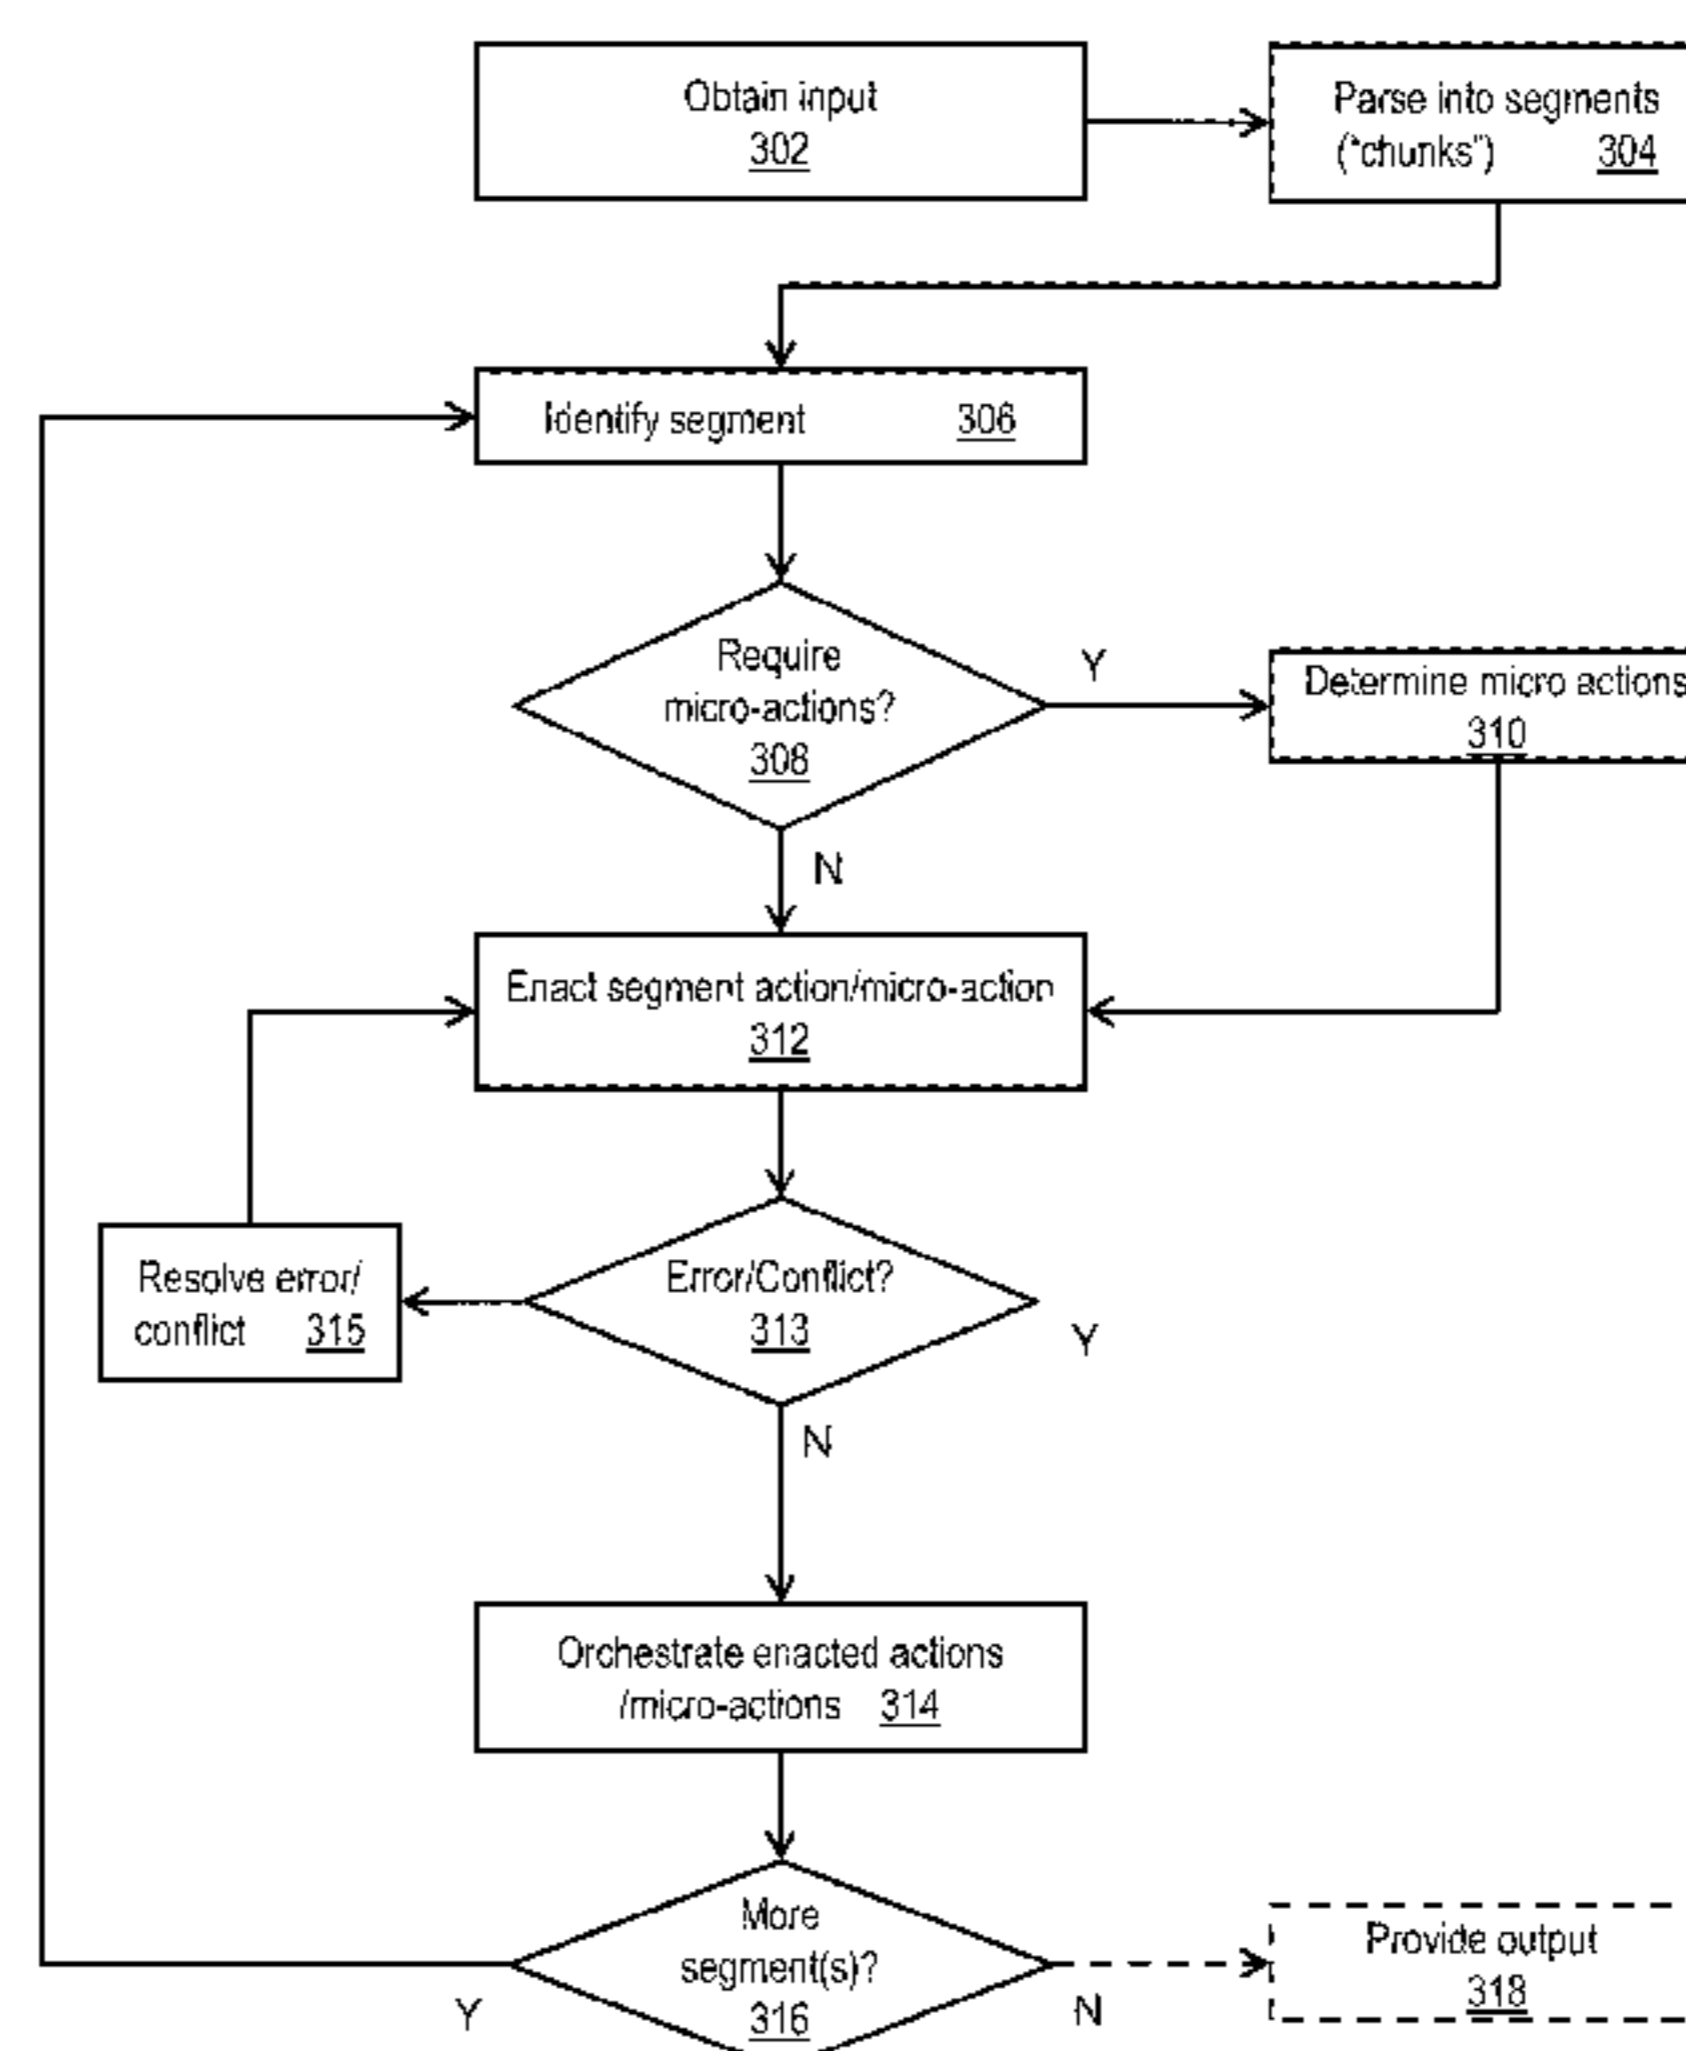 Obtain input
302
Parse into segments
("chunks") 304
Identify segment 306
Require
micro-actions?
308
Y
Determine micro actions
310
N
Enact segment action/micro-action
312
Resolve error/
conflict 315
Error/Conflict?
313
Y
N
Orchestrate enacted actions
/micro-actions 314
More
segment(s)?
316
Y
N
Provide output
318